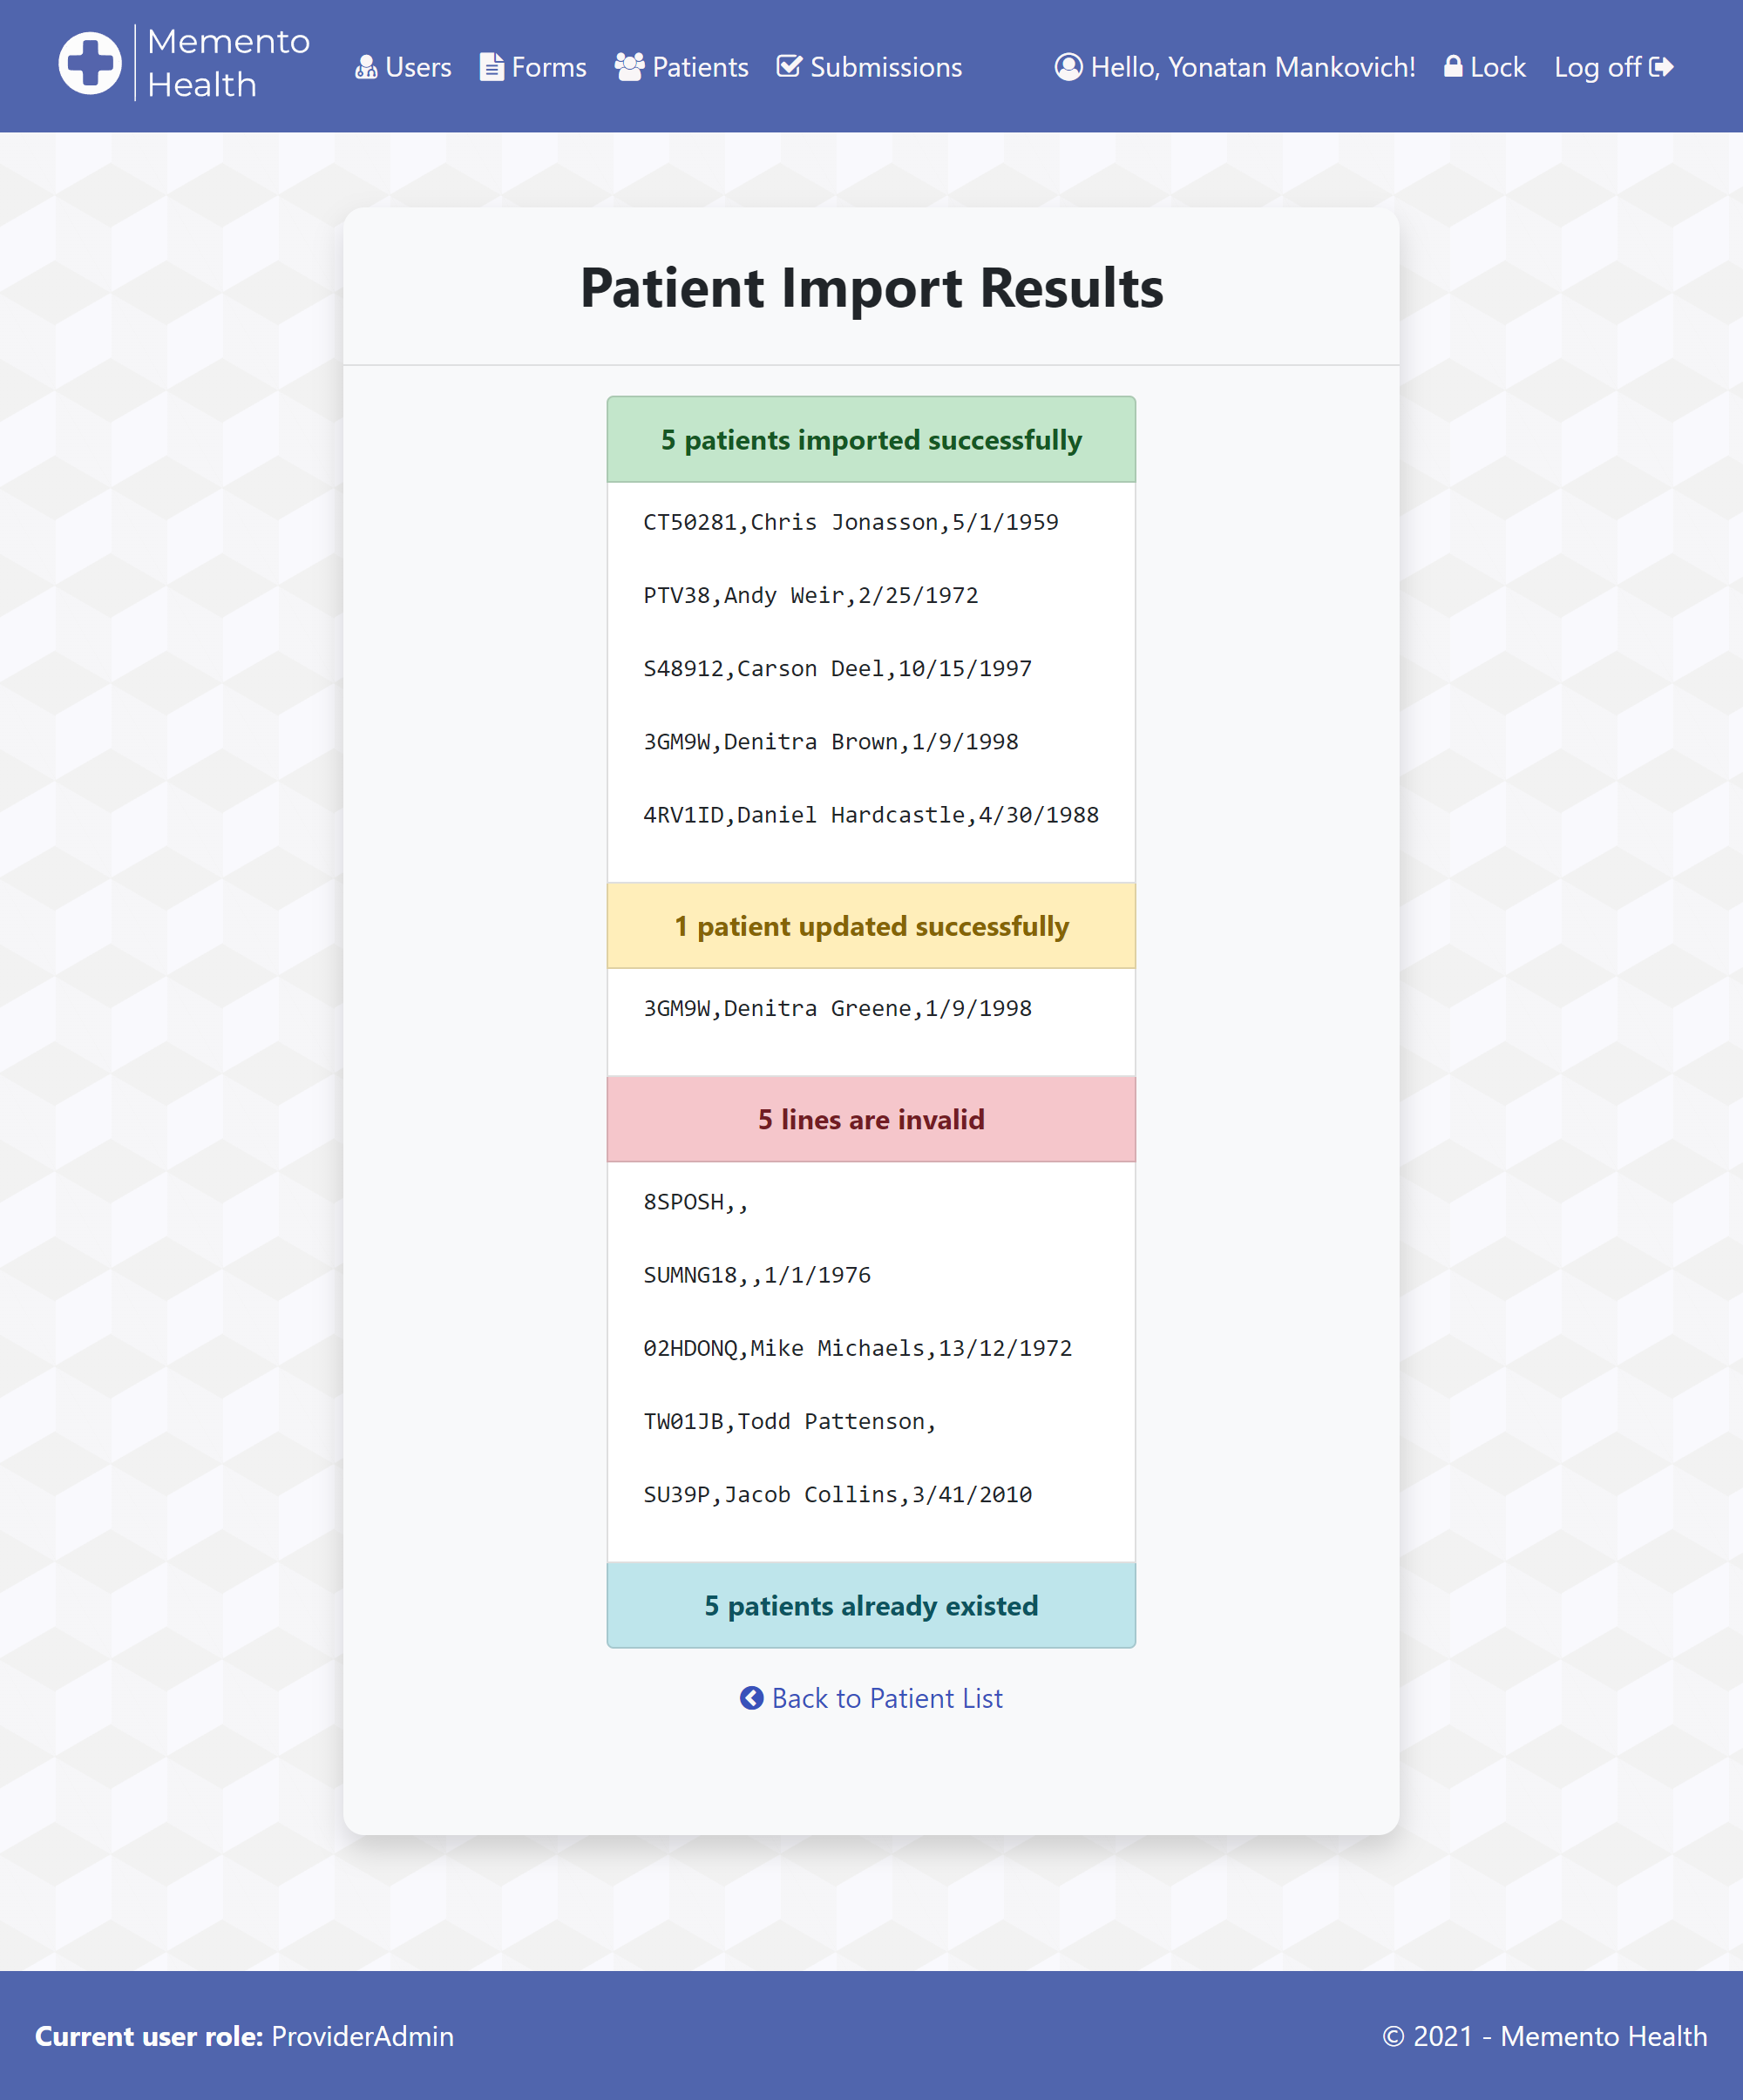 Memento
Health
Users Forms Patients Submissions Hello, Yonatan Mankovich! Lock Log off
Patient Import Results
5 patients imported successfully
CT50281,Chris Jonasson,5/1/1959
PTV38,Andy Weir,2/25/1972
S48912,Carson Deel,10/15/1997
3GM9W,Denitra Brown,1/9/1998
4RV1ID,Daniel Hardcastle,4/30/1988
1 patient updated successfully
3GM9W,Denitra Greene,1/9/1998
5 lines are invalid
8SPOSH,,
SUMNG18,,1/1/1976
02HDONQ,Mike Michaels,13/12/1972
TW01JB,Todd Pattenson,
SU39P,Jacob Collins,3/41/2010
5 patients already existed
Back to Patient List
Current user role: ProviderAdmin
© 2021 - Memento Health